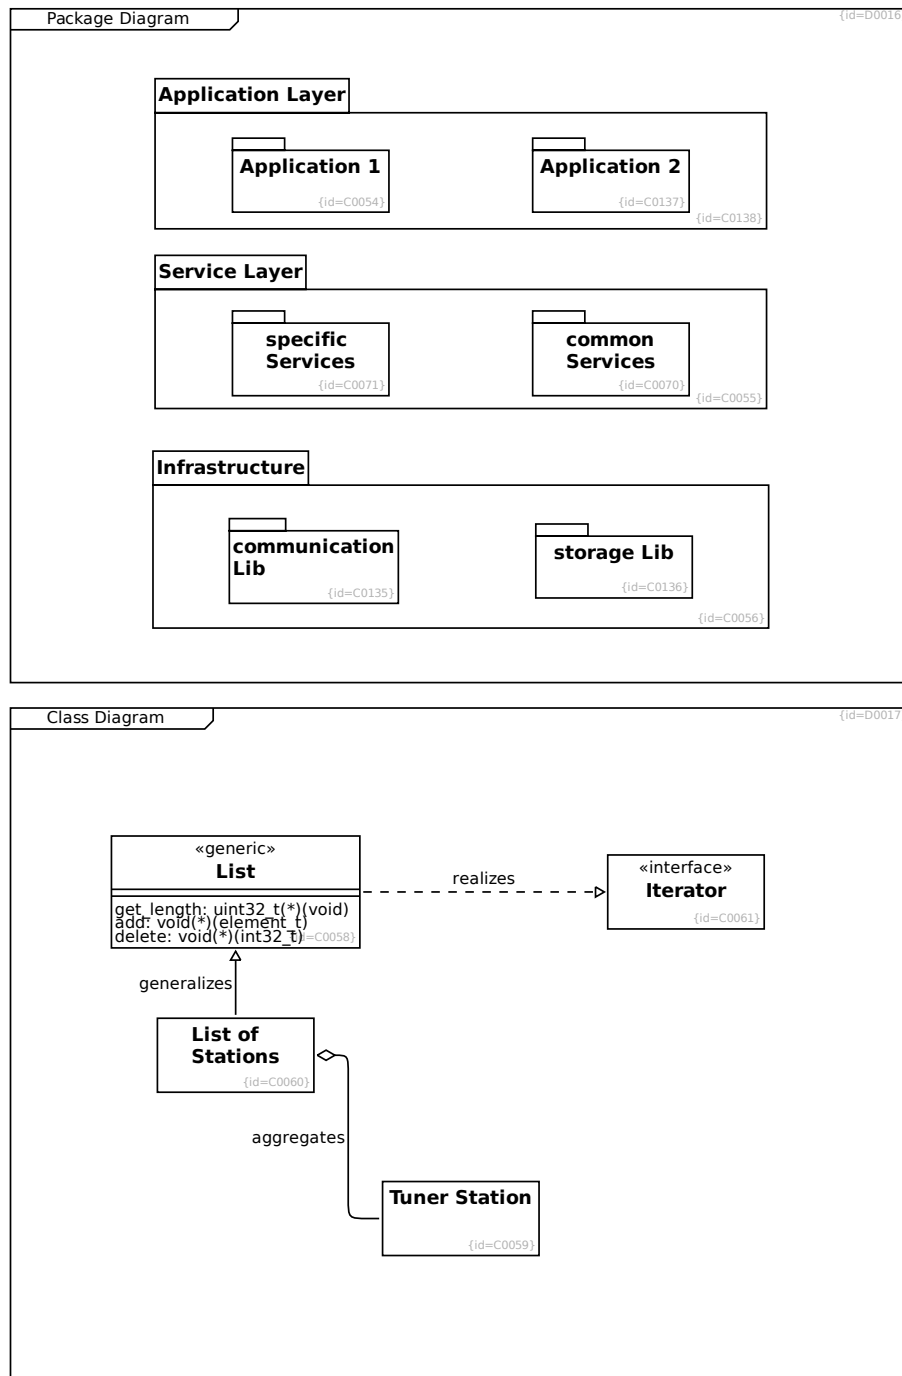 Package Diagram
{id=D0016
Application Layer
Application 1
{id=C0054}
Application 2
{id=C0137}
{id=C0138}
Service Layer
specific
Services
{id=C0071}
common
Services
{id=C0070}
{id=C0055}
Infrastructure
communication
Lib
{id=C0135}
storage Lib
{id=C0136}
{id=C0056}
Class Diagram
{id=D0017
«generic»
List
get_length: uint32_t(*)(void)
add: void(*)(element_t)
delete: void(*)(int32_t)
{id=C0058}
realizes
«interface»
Iterator
{id=C0061}
generalizes
List of
Stations
{id=C0060}
aggregates
Tuner Station
{id=C0059}